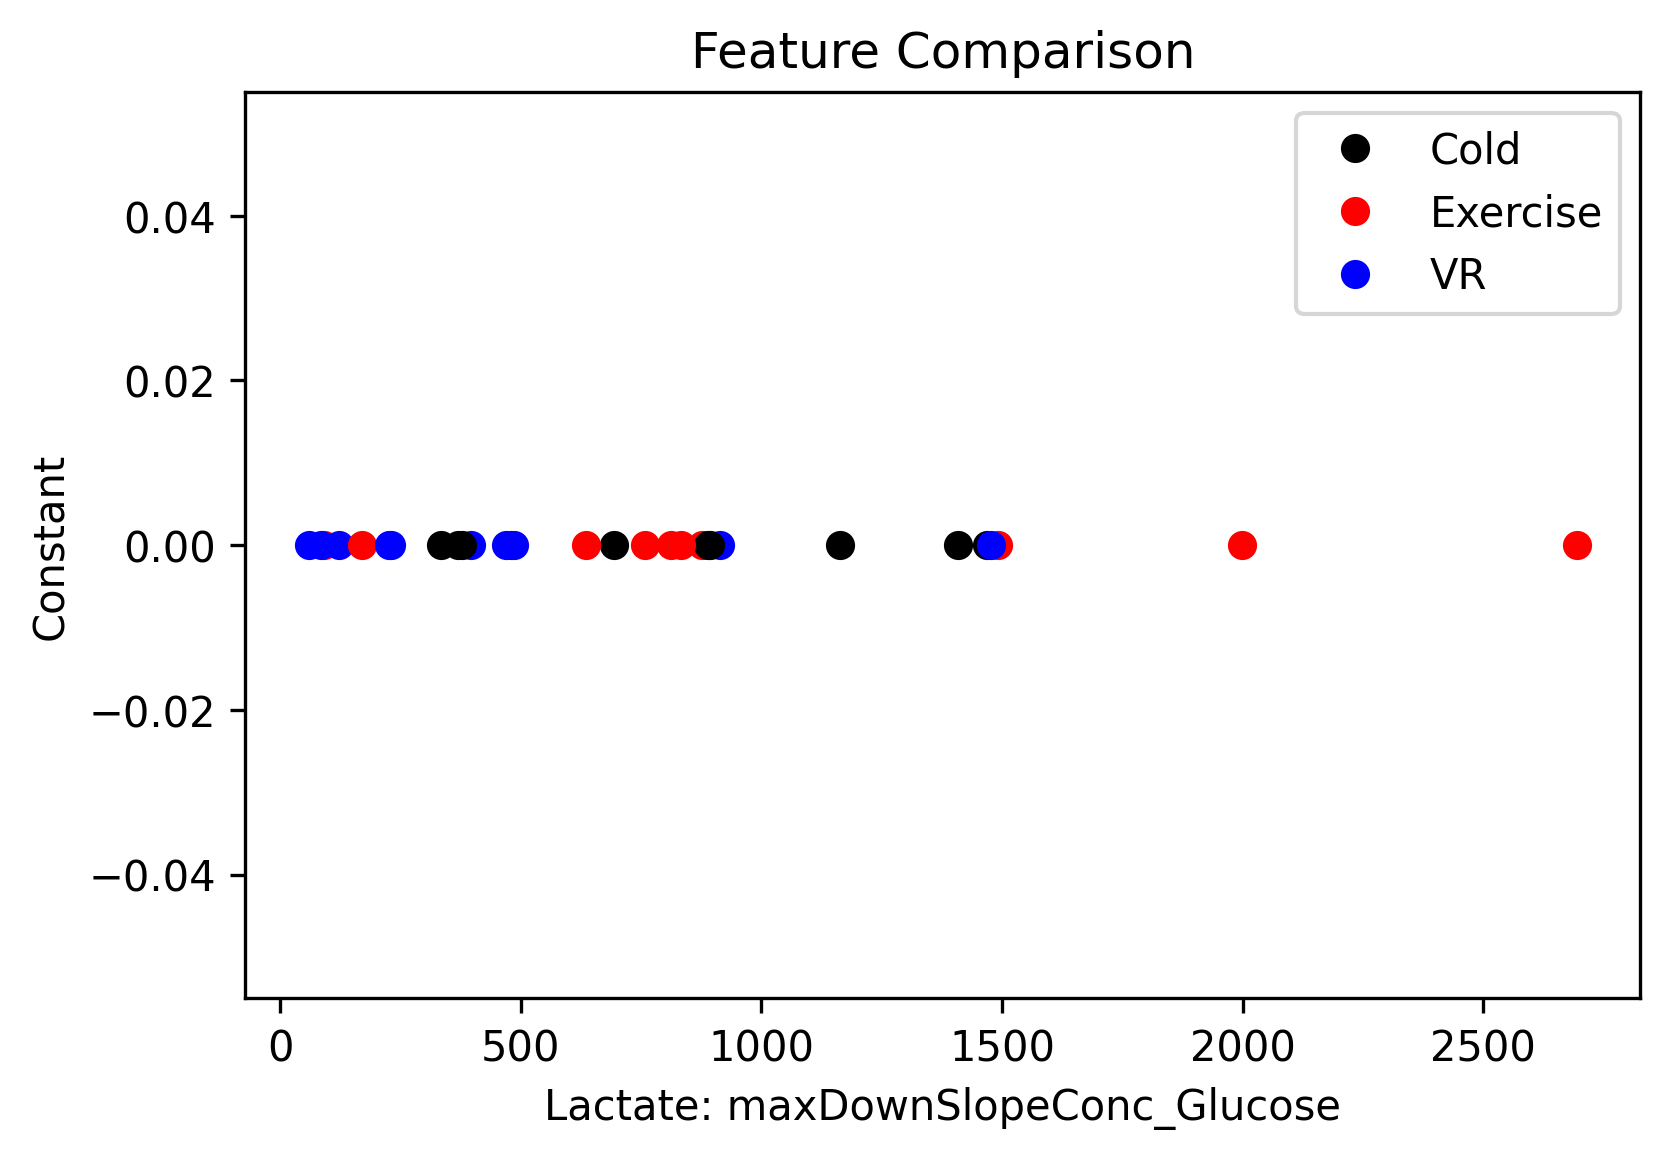 Feature Comparison
Cold
Exercise
VR
0.04
0.02
0.00
−0.02
−0.04
Constant
0 500 1000 1500 2000 2500
Lactate: maxDownSlopeConc_Glucose